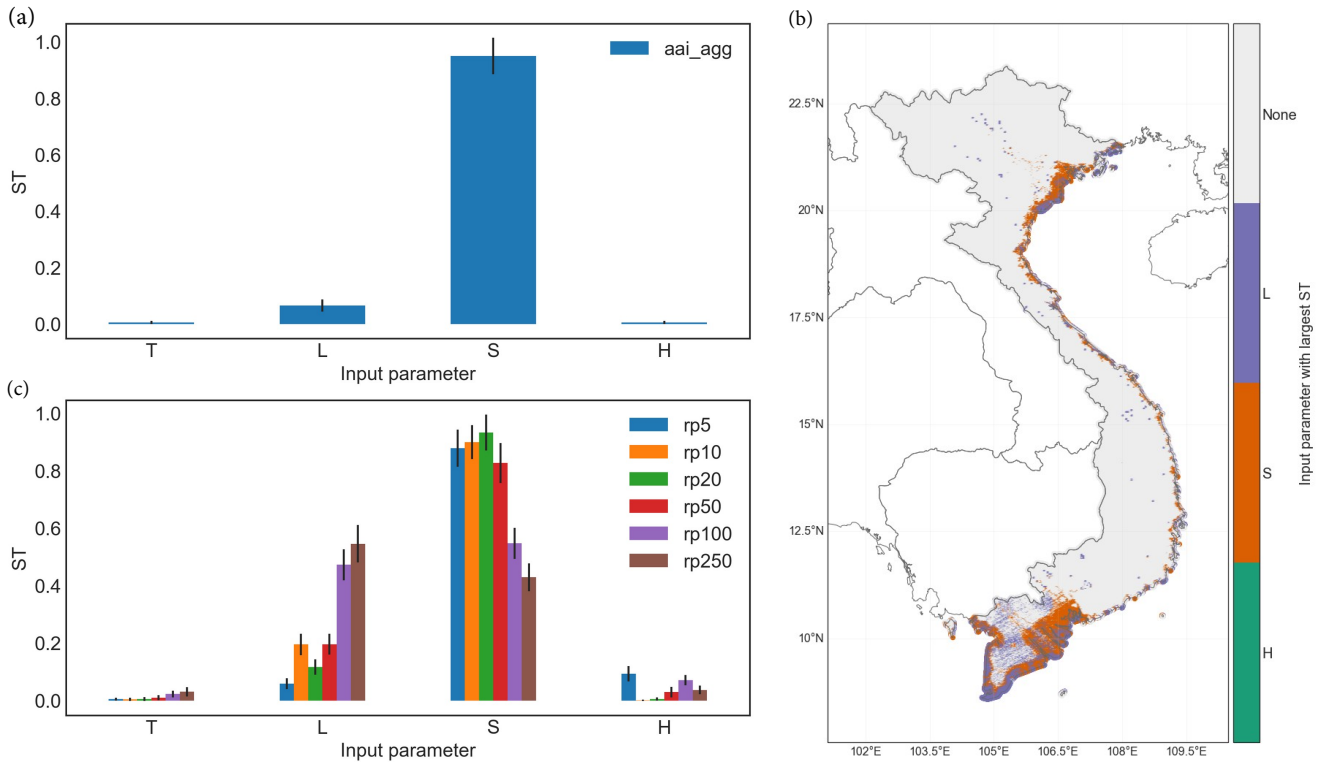 (a)
1.0
0.8
0.6
0.4
0.2
0.0
ST
aai_agg
T L S H
Input parameter
(b)
22.5°N
20°N
17.5°N
15°N
12.5°N
10°N
102°E 103.5°E 105°E 106.5°E 108°E 109.5°E
None
L
S
H
Input parameter with largest ST
(c)
1.0
0.8
0.6
0.4
0.2
0.0
ST
rp5
rp10
rp20
rp50
rp100
rp250
T L S H
Input parameter